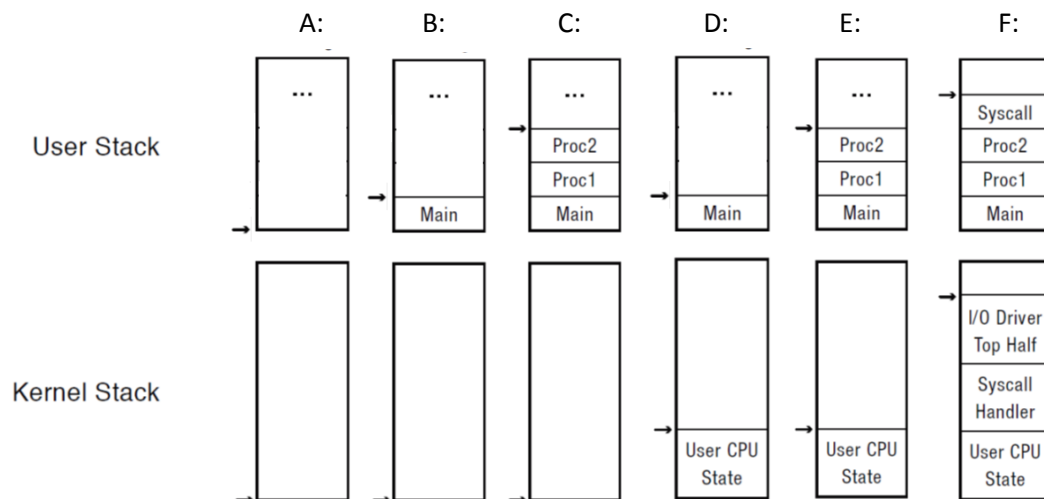 A: B: C: D: E: F:
... ... ... ... ...
Syscall
User Stack Proc2 Proc2 Proc2
Proc1 Proc1 Proc1
Main Main Main Main Main
I/O Driver
Top Half
Kernel Stack Syscall
Handler
User CPU User CPU User CPU
State State State